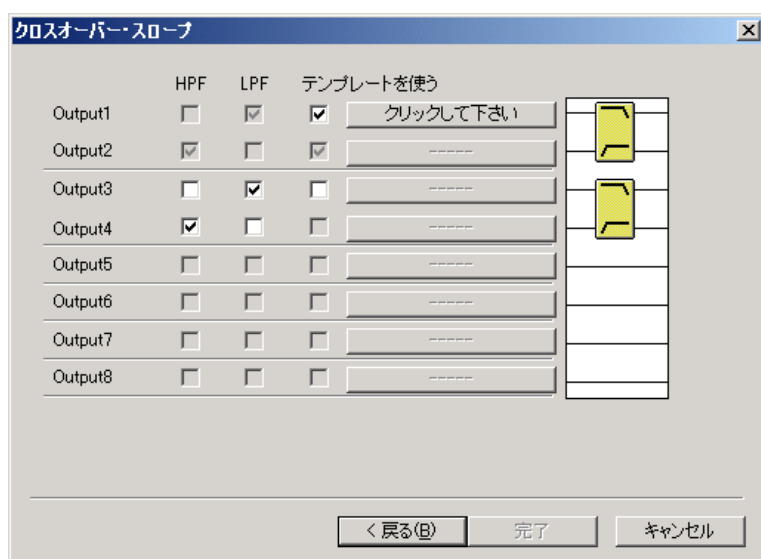 クロスオーバー・スロープ
HPF LPF テンプレートを使う
Output1 クリックして下さい
Output2 -----
Output3 -----
Output4 -----
Output5 -----
Output6 -----
Output7 -----
Output8 -----
< 戻る(B) 完了 キャンセル